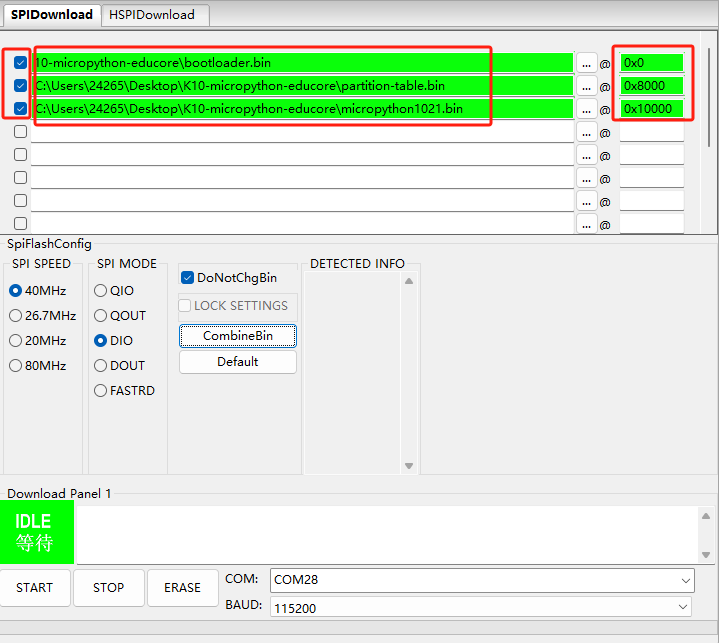 SPIDownload HSPIDownload
10-micropython-educore\bootloader.bin ... @ 0x0
C:\Users\24265\Desktop\K10-micropython-educore\partition-table.bin ... @ 0x8000
C:\Users\24265\Desktop\K10-micropython-educore\micropython1021.bin ... @ 0x10000
... @
... @
... @
... @
... @
SpiFlashConfig
SPI SPEED SPI MODE DETECTED INFO
DoNotChgBin
40MHz QIO
LOCK SETTINGS
26.7MHz QOUT
CombineBin
20MHz DIO
Default
80MHz DOUT
FASTRD
Download Panel 1
IDLE
等待
START STOP ERASE
COM: COM28
BAUD: 115200